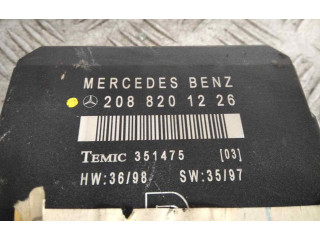 MERCEDES BENZ
208 820 12 26
TEMIC 351475 [03]
HW:36/98 SW:35/97